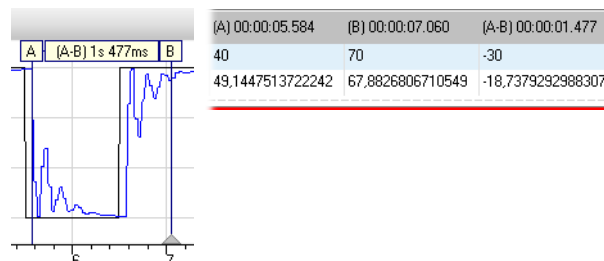 A (A-B) 1s 477ms B
6 7
(A) 00:00:05.584 (B) 00:00:07.060 (A-B) 00:00:01.477
40 70 -30
49,1447513722242 67,8826806710549 -18,7379292988307